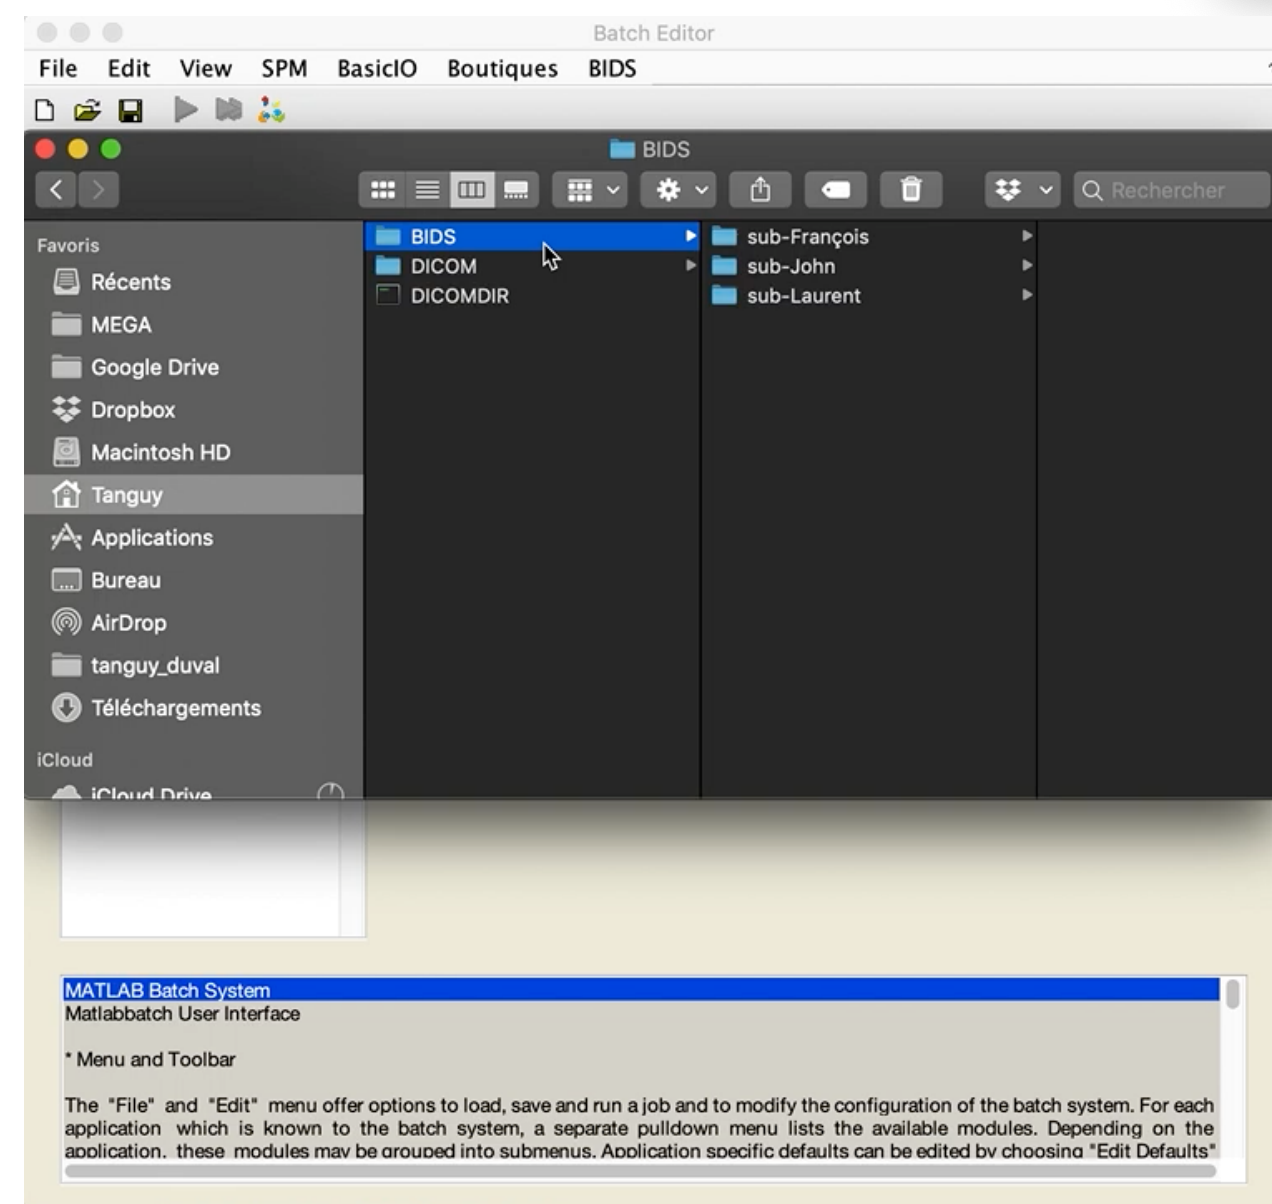 Batch Editor
File Edit View SPM BasicIO Boutiques BIDS
BIDS
Rechercher
Favoris
Récents
MEGA
Google Drive
Dropbox
Macintosh HD
Tanguy
Applications
Bureau
AirDrop
tanguy_duval
Téléchargements
iCloud
iCloud Drive
BIDS
DICOM
DICOMDIR
sub-François
sub-John
sub-Laurent
MATLAB Batch System
Matlabbatch User Interface
* Menu and Toolbar
The "File" and "Edit" menu offer options to load, save and run a job and to modify the configuration of the batch system. For each
application which is known to the batch system, a separate pulldown menu lists the available modules. Depending on the
application, these modules may be grouped into submenus. Application specific defaults can be edited by choosing "Edit Defaults"